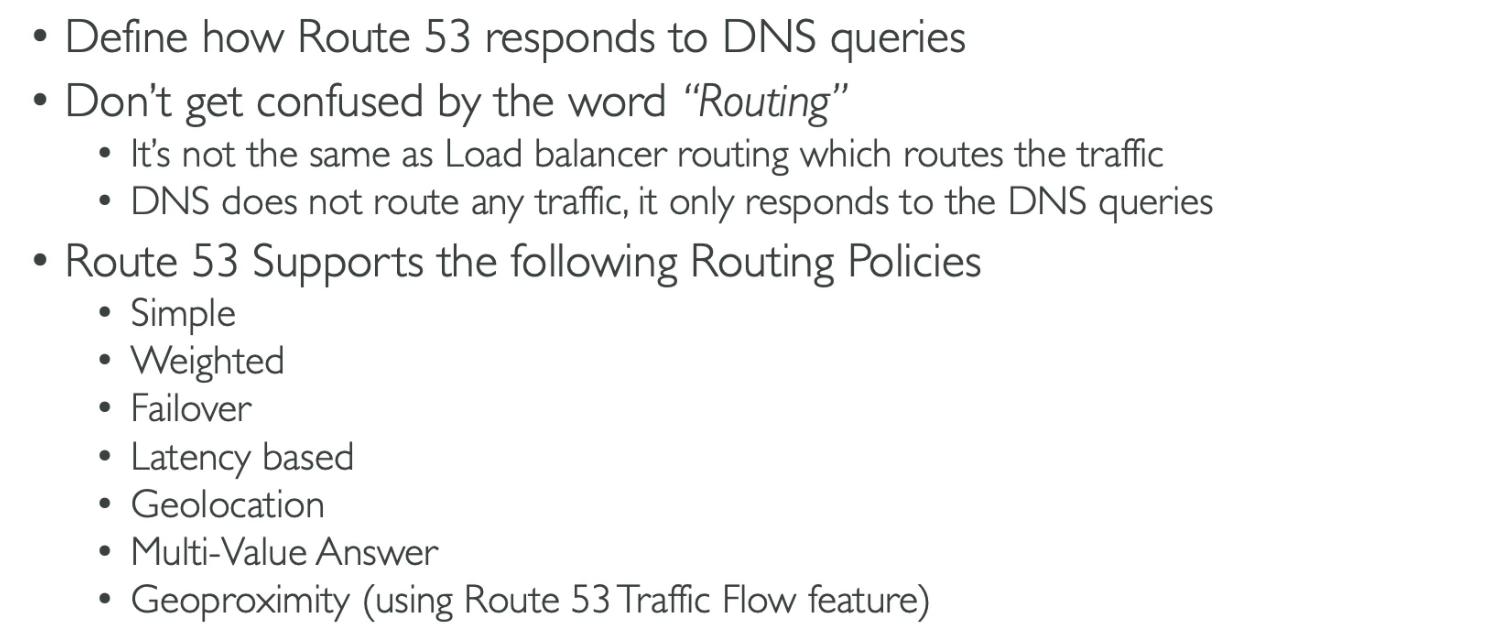 • Define how Route 53 responds to DNS queries
• Don’t get confused by the word “Routing”
• It’s not the same as Load balancer routing which routes the traffic
• DNS does not route any traffic, it only responds to the DNS queries
• Route 53 Supports the following Routing Policies
• Simple
• Weighted
• Failover
• Latency based
• Geolocation
• Multi-Value Answer
• Geoproximity (using Route 53 Traffic Flow feature)